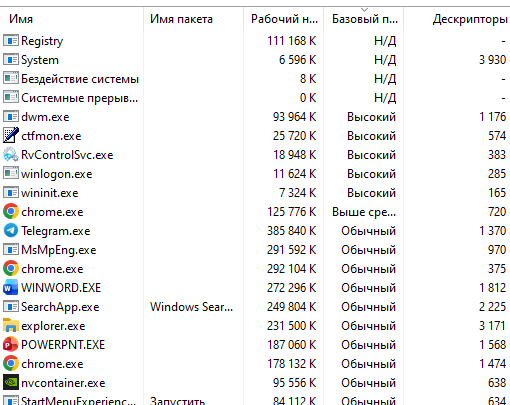 Имя Имя пакета Рабочий н... Базовый п... Дескрипторы
Registry 111 168 K Н/Д -
System 6 596 K Н/Д 3 930
Бездействие системы 8 K Н/Д -
Системные прерыв... 0 K Н/Д -
dwm.exe 93 964 K Высокий 1 176
ctfmon.exe 25 720 K Высокий 574
RvControlSvc.exe 18 948 K Высокий 383
winlogon.exe 11 624 K Высокий 285
wininit.exe 7 324 K Высокий 165
chrome.exe 125 776 K Выше сре... 720
Telegram.exe 385 840 K Обычный 1 370
MsMpEng.exe 291 592 K Обычный 970
chrome.exe 292 104 K Обычный 375
WINWORD.EXE 272 296 K Обычный 1 812
SearchApp.exe Windows Sear... 249 804 K Обычный 2 225
explorer.exe 231 500 K Обычный 3 171
POWERPNT.EXE 187 060 K Обычный 1 568
chrome.exe 178 132 K Обычный 1 474
nvcontainer.exe 95 556 K Обычный 638
StartMenuExperienc... Запустить 84 112 K Обычный 634